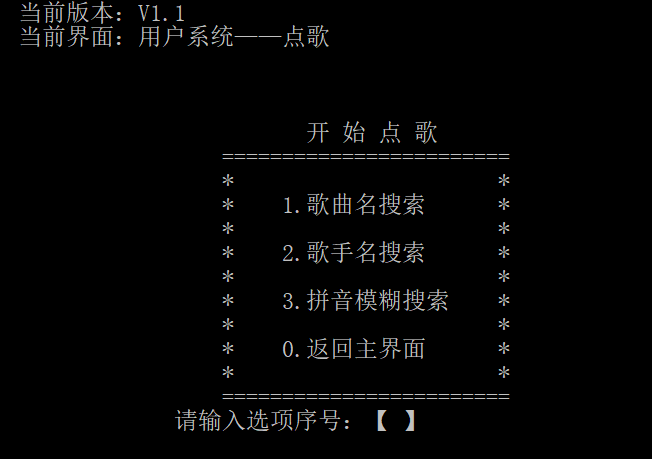 当前版本：V1.1
当前界面：用户系统——点歌
开 始 点 歌
========================
* *
* 1.歌曲名搜索 *
* *
* 2.歌手名搜索 *
* *
* 3.拼音模糊搜索 *
* *
* 0.返回主界面 *
* *
========================
请输入选项序号：【 】